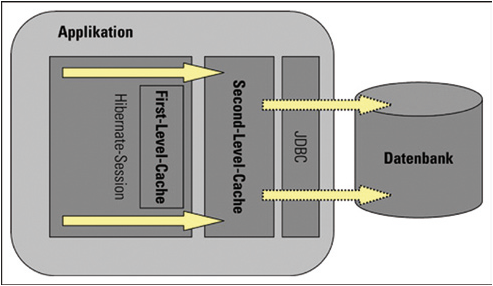 Applikation
Hibernate-Session
First-Level-Cache
Second-Level-Cache
JDBC
Datenbank